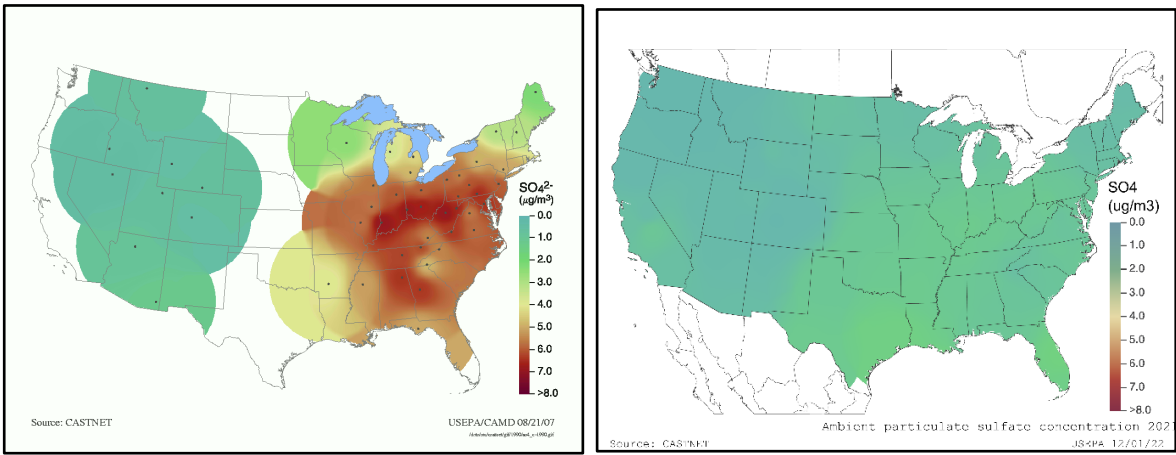 SO₄²⁻
(µg/m3)
0.0
1.0
2.0
3.0
4.0
5.0
6.0
7.0
>8.0
Source: CASTNET
USEPA/CAMD 08/21/07
SO4
(ug/m3)
0.0
1.0
2.0
3.0
4.0
5.0
6.0
7.0
>8.0
Ambient particulate sulfate concentration 2021
Source: CASTNET
USEPA 12/01/22